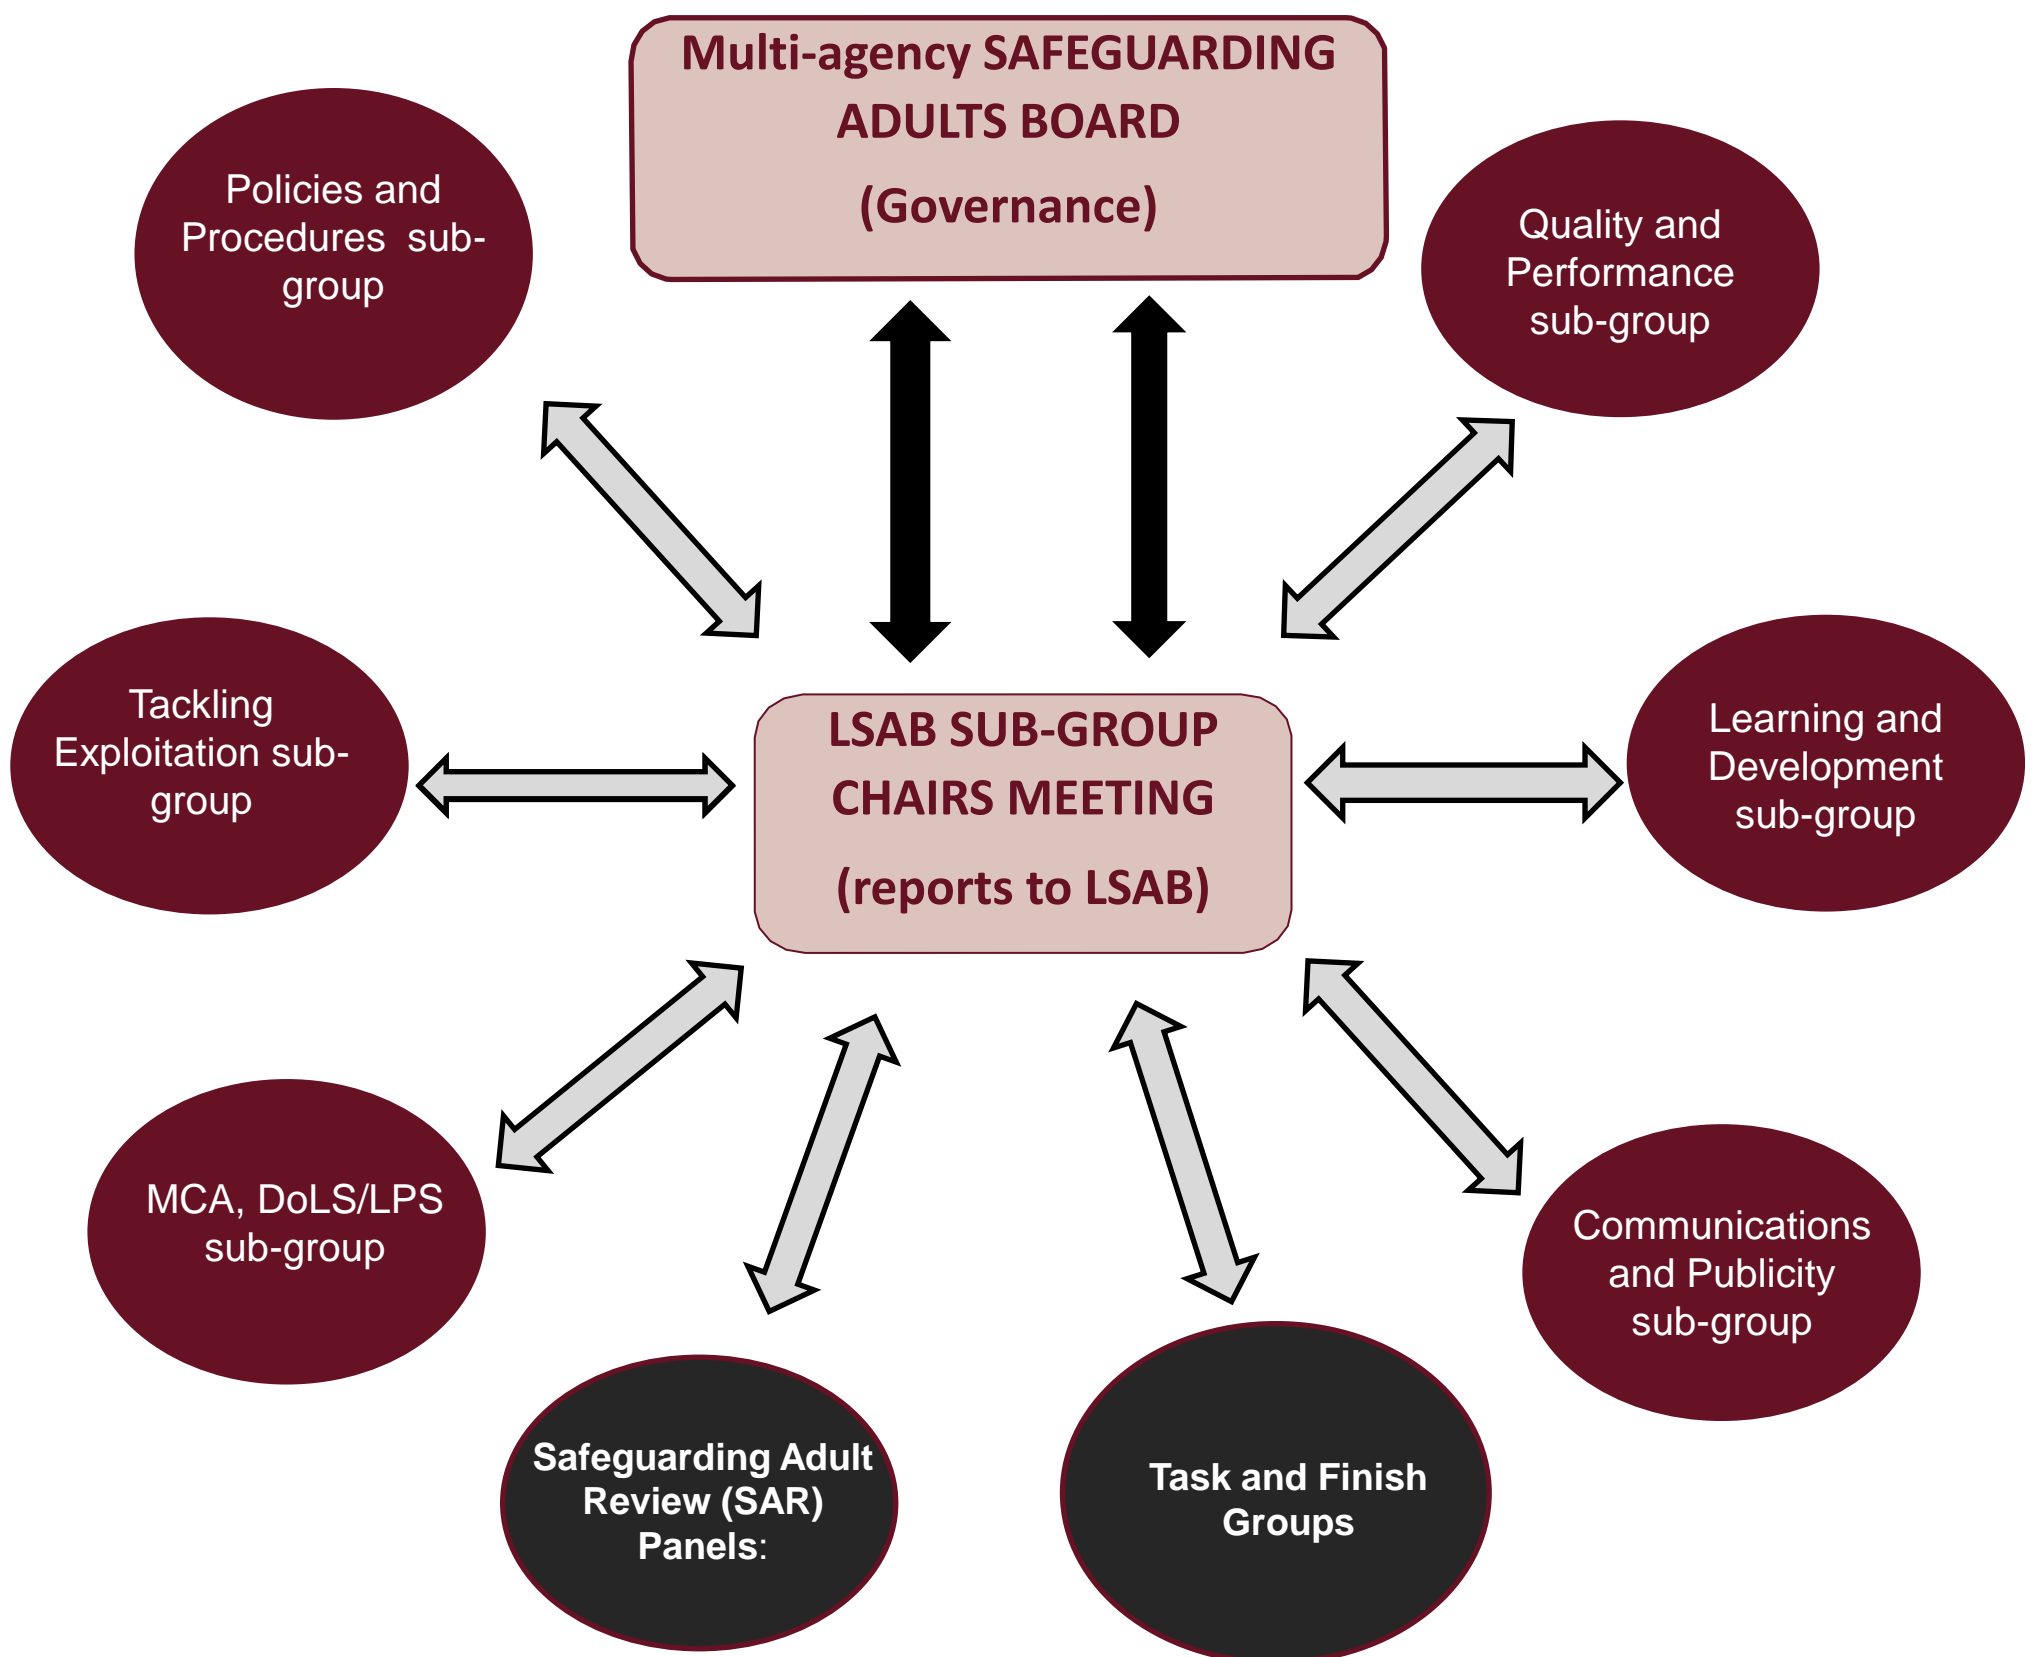 Multi-agency SAFEGUARDING
ADULTS BOARD
(Governance)
Policies and
Procedures  sub-
group
Quality and
Performance
sub-group
Tackling
Exploitation sub-
group
LSAB SUB-GROUP
CHAIRS MEETING
(reports to LSAB)
Learning and
Development
sub-group
MCA, DoLS/LPS
sub-group
Communications
and Publicity
sub-group
Safeguarding Adult
Review (SAR)
Panels:
Task and Finish
Groups